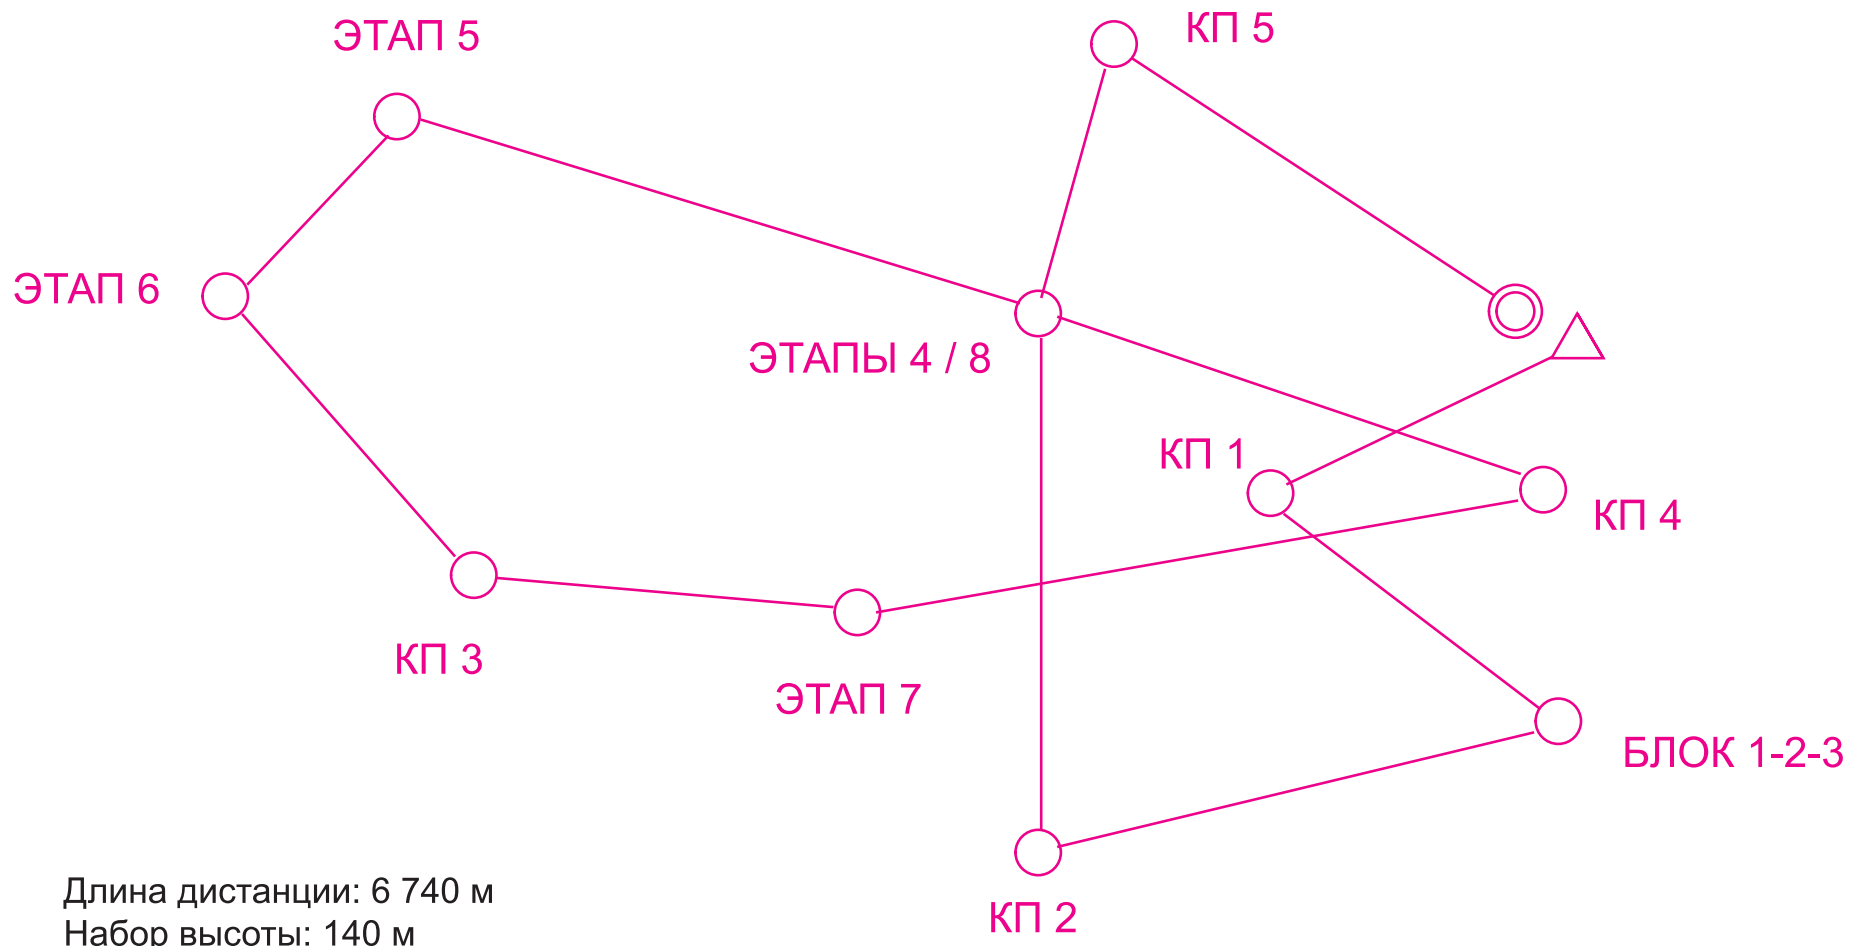 КП 5
ЭТАП 5
ЭТАП 6
ЭТАПЫ 4 / 8
КП 1
КП 4
КП 3
ЭТАП 7
БЛОК 1-2-3
Длина дистанции: 6 740 м
КП 2
Набор высоты: 140 м